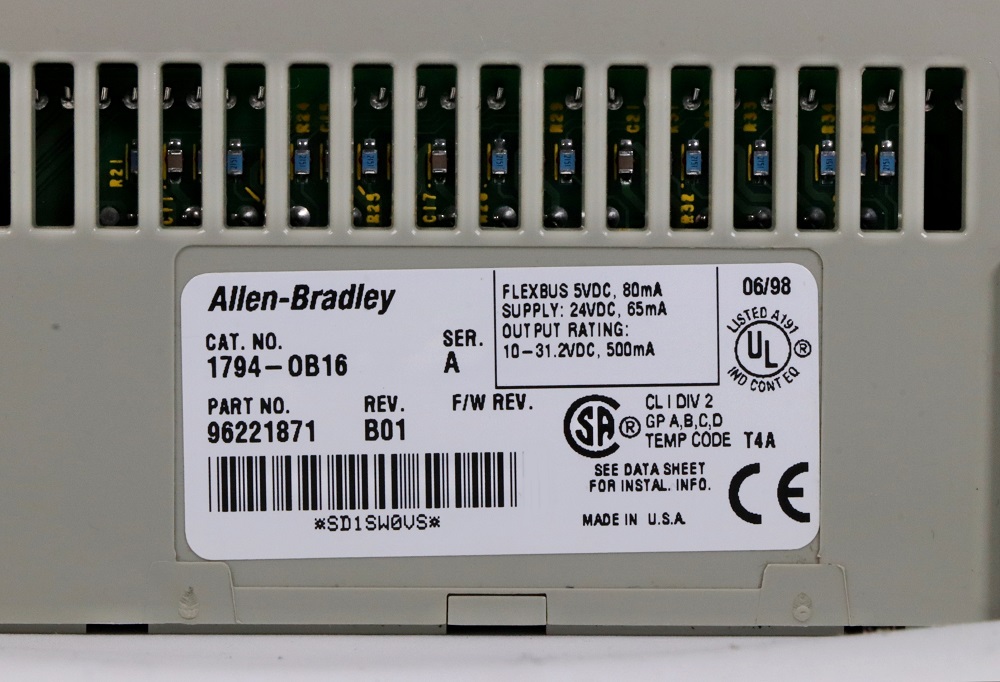 R24
R28
C21
R33
R34
R21
R25
C17
R32
Allen-Bradley
CAT. NO.
1794-OB16
SER.
A
PART NO.
96221871
REV.
B01
F/W REV.
*SD1SW0VS*
FLEXBUS 5VDC, 80mA
SUPPLY: 24VDC, 65mA
OUTPUT RATING:
10-31.2VDC, 500mA
06/98
LISTED A191
UL ®
IND CONT EQ
SA ®
CL I DIV 2
GP A,B,C,D
TEMP CODE T4A
SEE DATA SHEET
FOR INSTAL. INFO.
MADE IN U.S.A.
CE